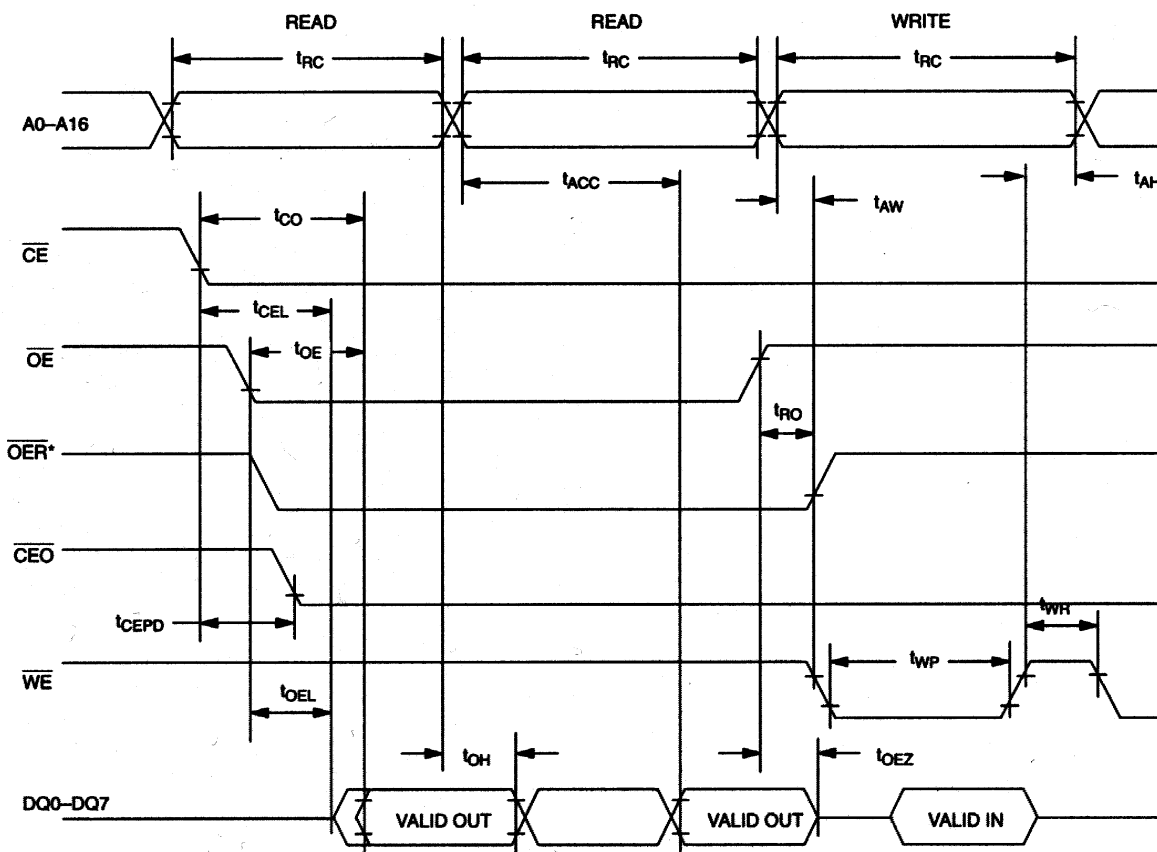 READ READ WRITE
tRC tRC tRC
A0–A16
tACC tAH
tAW
tCO
CE
tCEL
OE tOE
tRO
OER*
CEO
tCEPD tWR
WE tWP
tOEL
tOH tOEZ
DQ0–DQ7
VALID OUT VALID OUT VALID IN